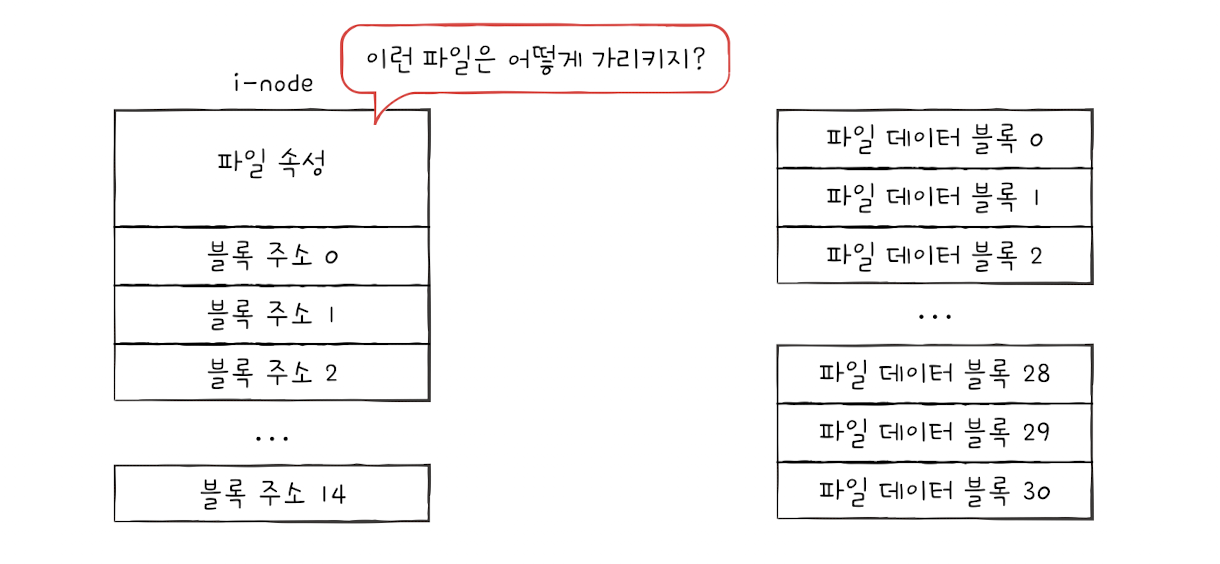 이런 파일은 어떻게 가리키지?
i-node
파일 속성
블록 주소 0
블록 주소 1
블록 주소 2
...
블록 주소 14
파일 데이터 블록 0
파일 데이터 블록 1
파일 데이터 블록 2
...
파일 데이터 블록 28
파일 데이터 블록 29
파일 데이터 블록 30